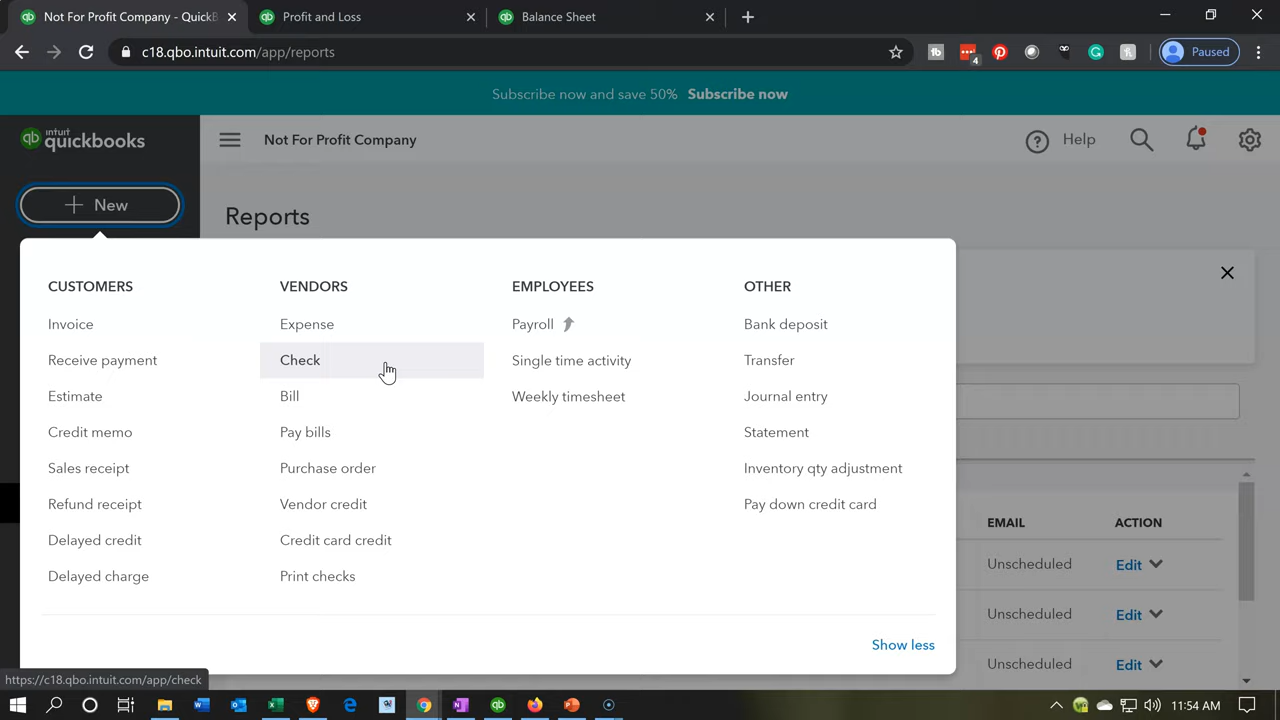 Not For Profit Company - QuickB
Profit and Loss
Balance Sheet
c18.qbo.intuit.com/app/reports
4
Paused
Subscribe now and save 50% Subscribe now
intuit
quickbooks
Not For Profit Company
Help
New
Reports
CUSTOMERS
Invoice
Receive payment
Estimate
Credit memo
Sales receipt
Refund receipt
Delayed credit
Delayed charge
VENDORS
Expense
Check
Bill
Pay bills
Purchase order
Vendor credit
Credit card credit
Print checks
EMPLOYEES
Payroll
Single time activity
Weekly timesheet
OTHER
Bank deposit
Transfer
Journal entry
Statement
Inventory qty adjustment
Pay down credit card
Show less
EMAIL ACTION
Unscheduled Edit
Unscheduled Edit
Unscheduled Edit
https://c18.qbo.intuit.com/app/check
11:54 AM